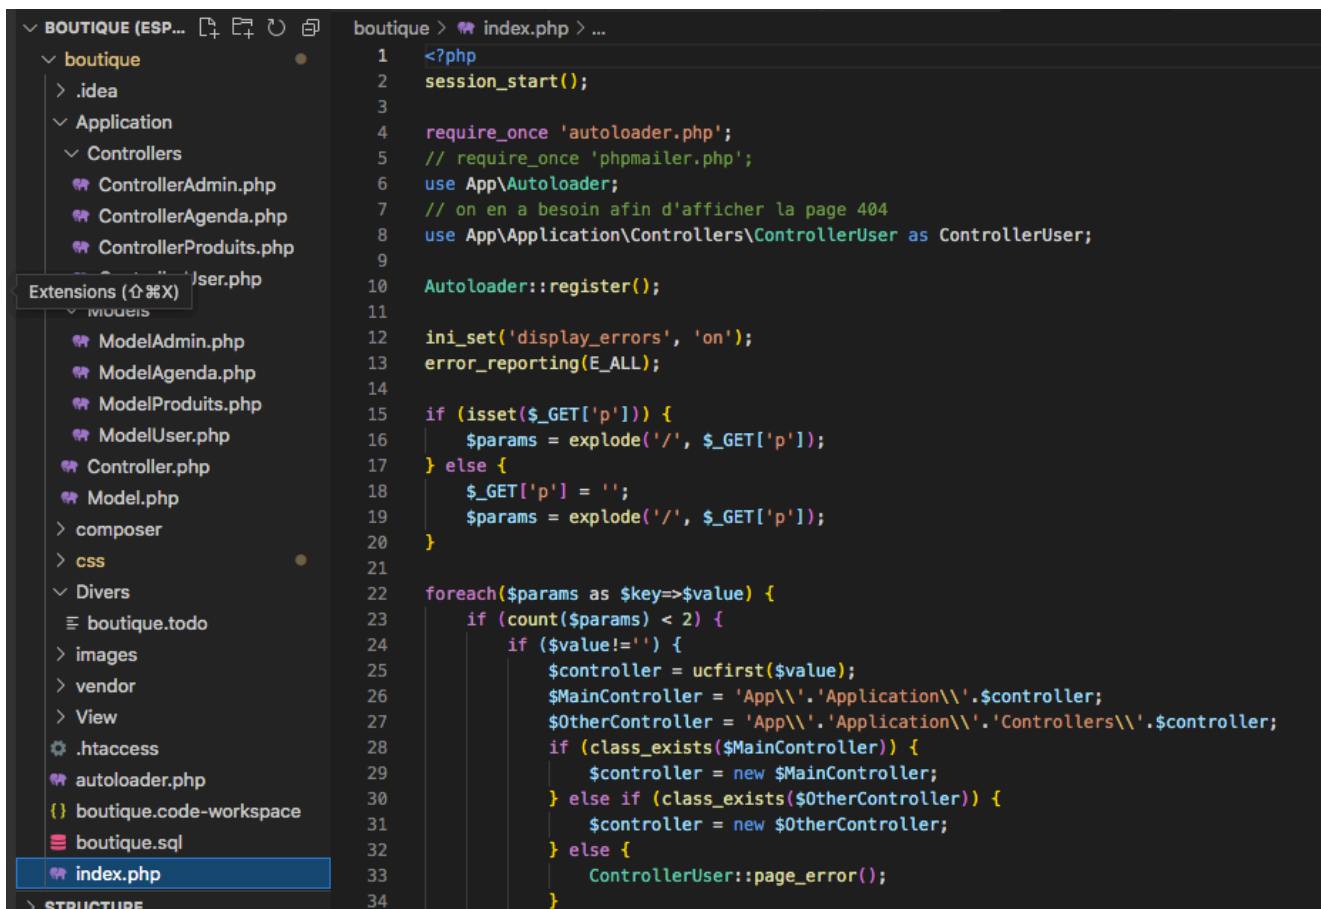 BOUTIQUE (ESP...
boutique
.idea
Application
Controllers
ControllerAdmin.php
ControllerAgenda.php
ControllerProduits.php
User.php
Extensions (⇧⌘X)
Models
ModelAdmin.php
ModelAgenda.php
ModelProduits.php
ModelUser.php
Controller.php
Model.php
composer
css
Divers
boutique.todo
images
vendor
View
.htaccess
autoloader.php
boutique.code-workspace
boutique.sql
index.php
STRUCTURE
boutique > index.php > ...
1 <?php
2 session_start();
3
4 require_once 'autoloader.php';
5 // require_once 'phpmailer.php';
6 use App\Autoloader;
7 // on en a besoin afin d'afficher la page 404
8 use App\Application\Controllers\ControllerUser as ControllerUser;
9
10 Autoloader::register();
11
12 ini_set('display_errors', 'on');
13 error_reporting(E_ALL);
14
15 if (isset($_GET['p'])) {
16     $params = explode('/', $_GET['p']);
17 } else {
18     $_GET['p'] = '';
19     $params = explode('/', $_GET['p']);
20 }
21
22 foreach($params as $key=>$value) {
23     if (count($params) < 2) {
24         if ($value!='') {
25             $controller = ucfirst($value);
26             $MainController = 'App\\'.'Application\\'.$controller;
27             $OtherController = 'App\\'.'Application\\'.'Controllers\\'.$controller;
28             if (class_exists($MainController)) {
29                 $controller = new $MainController;
30             } else if (class_exists($OtherController)) {
31                 $controller = new $OtherController;
32             } else {
33                 ControllerUser::page_error();
34             }